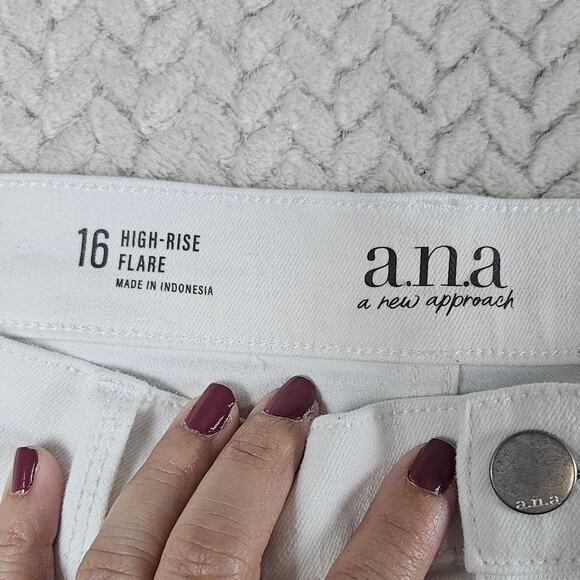 16 HIGH-RISE
FLARE
MADE IN INDONESIA
a.n.a
a new approach
a.n.a